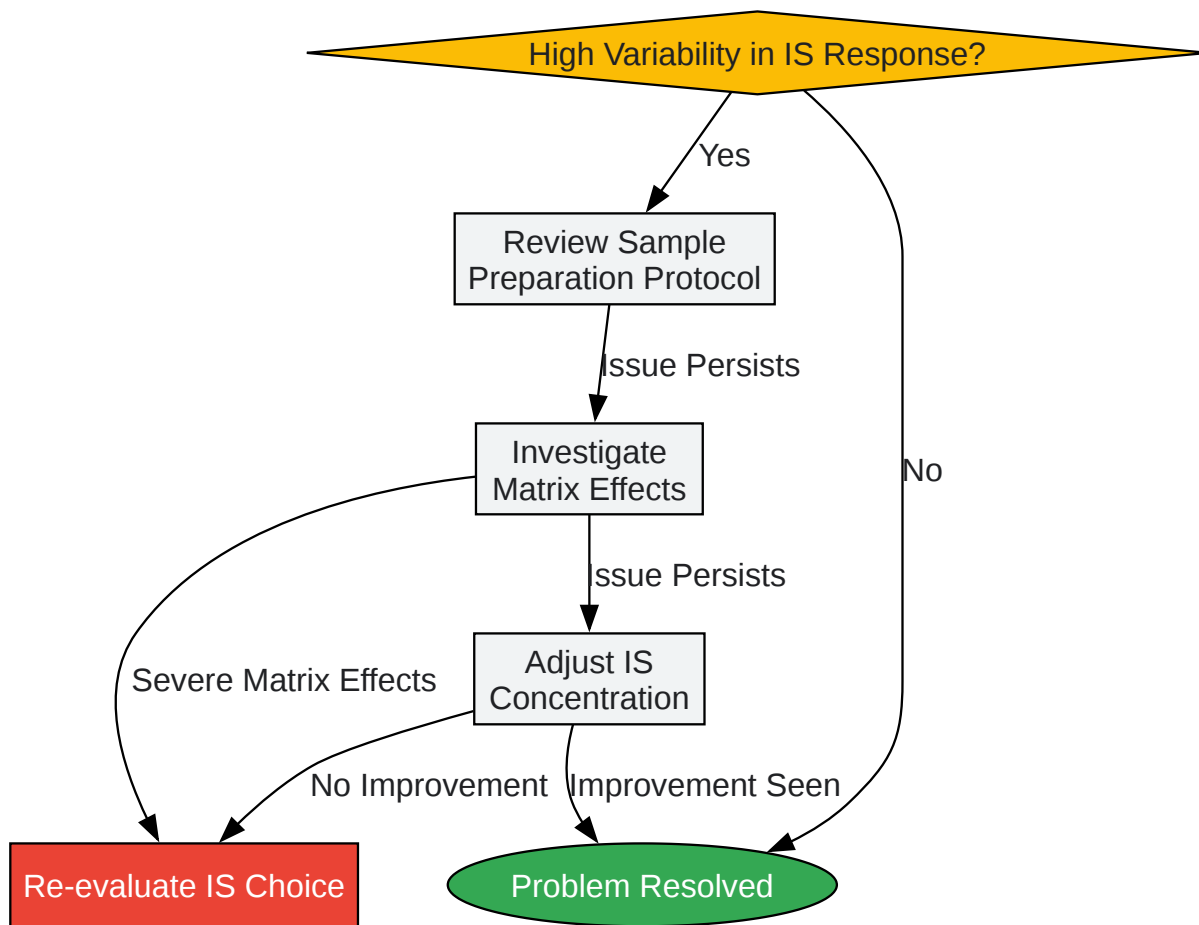 High Variability in IS Response?
Yes
Review Sample
Preparation Protocol
Issue Persists
Investigate
Matrix Effects
No
Issue Persists
Adjust IS
Concentration
Severe Matrix Effects
No Improvement
Improvement Seen
Re-evaluate IS Choice
Problem Resolved